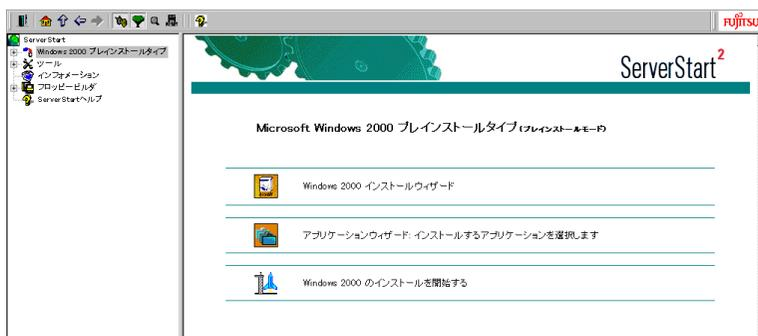 FUJITSU
ServerStart
Windows 2000 プレインストールタイプ
ツール
インフォメーション
フロッピービルダ
ServerStartヘルプ
ServerStart2
Microsoft Windows 2000 プレインストールタイプ(プレインストールモード)
Windows 2000 インストールウィザード
アプリケーションウィザード: インストールするアプリケーションを選択します
Windows 2000 のインストールを開始する